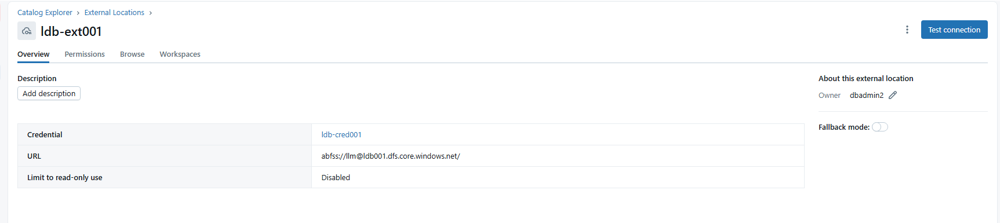 Catalog Explorer > External Locations >
ldb-ext001
Test connection
Overview Permissions Browse Workspaces
Description
Add description
Credential ldb-cred001
URL abfss://llm@ldb001.dfs.core.windows.net/
Limit to read-only use Disabled
About this external location
Owner dbadmin2
Fallback mode: